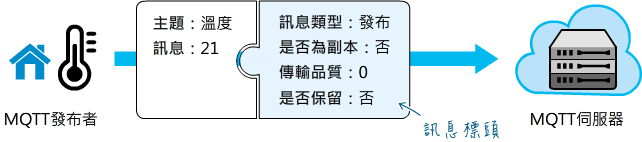 主題：溫度
訊息：21
訊息類型：發布
是否為副本：否
傳輸品質：0
是否保留：否
MQTT發布者
訊息標頭
MQTT伺服器